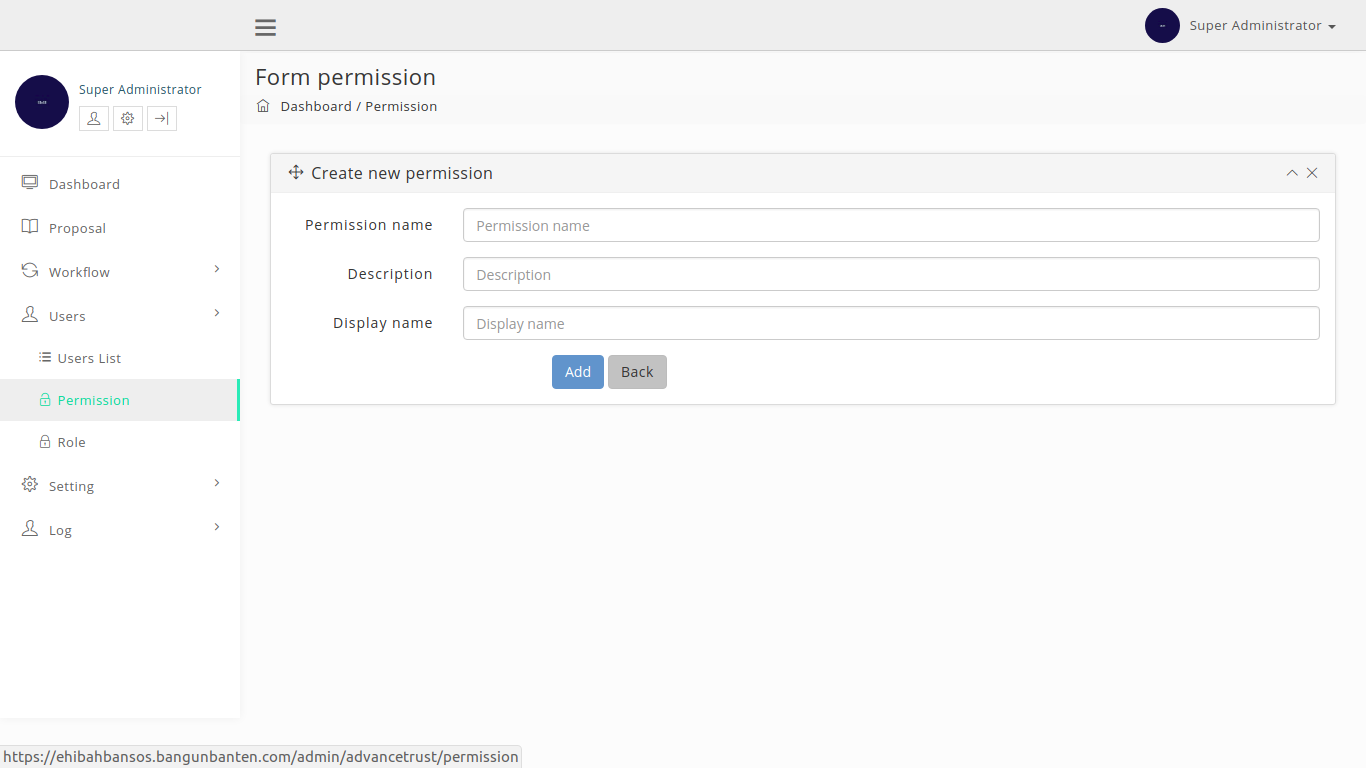 Super Administrator
Super Administrator
Form permission
Dashboard / Permission
Dashboard
Proposal
Workflow
Users
Users List
Permission
Role
Setting
Log
Create new permission
Permission name
Permission name
Description
Description
Display name
Display name
Add Back
https://ehibahbansos.bangunbanten.com/admin/advancetrust/permission